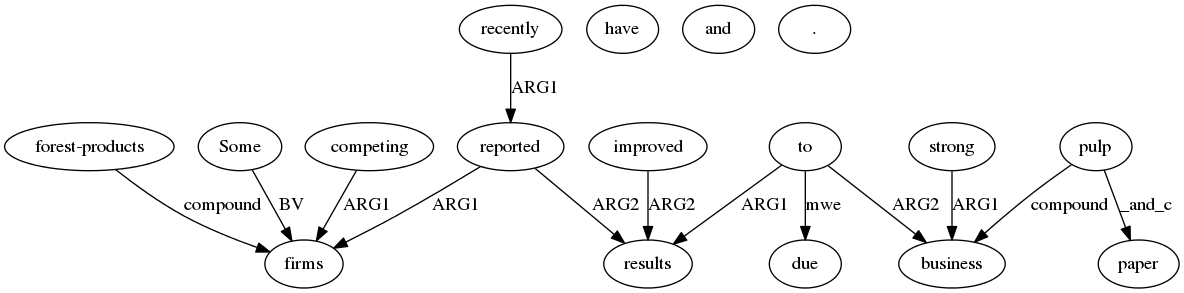 recently have and .
ARG1
forest-products Some competing reported improved to strong pulp
compound BV ARG1 ARG1 ARG2 ARG2 ARG1 mwe ARG2 ARG1 compound _and_c
firms results due business paper